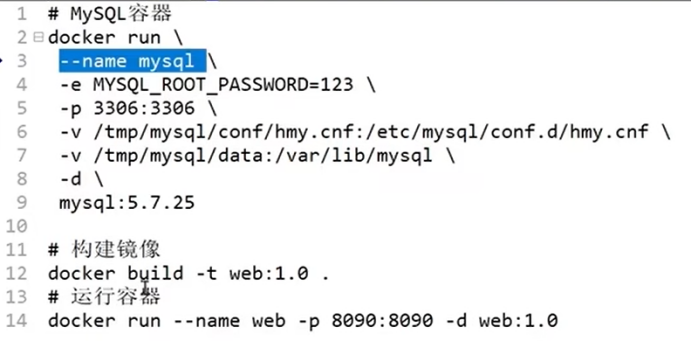 1 # MySQL容器
2 docker run \
3 --name mysql \
4 -e MYSQL_ROOT_PASSWORD=123 \
5 -p 3306:3306 \
6 -v /tmp/mysql/conf/hmy.cnf:/etc/mysql/conf.d/hmy.cnf \
7 -v /tmp/mysql/data:/var/lib/mysql \
8 -d \
9 mysql:5.7.25
10
11 # 构建镜像
12 docker build -t web:1.0 .
13 # 运行容器
14 docker run --name web -p 8090:8090 -d web:1.0